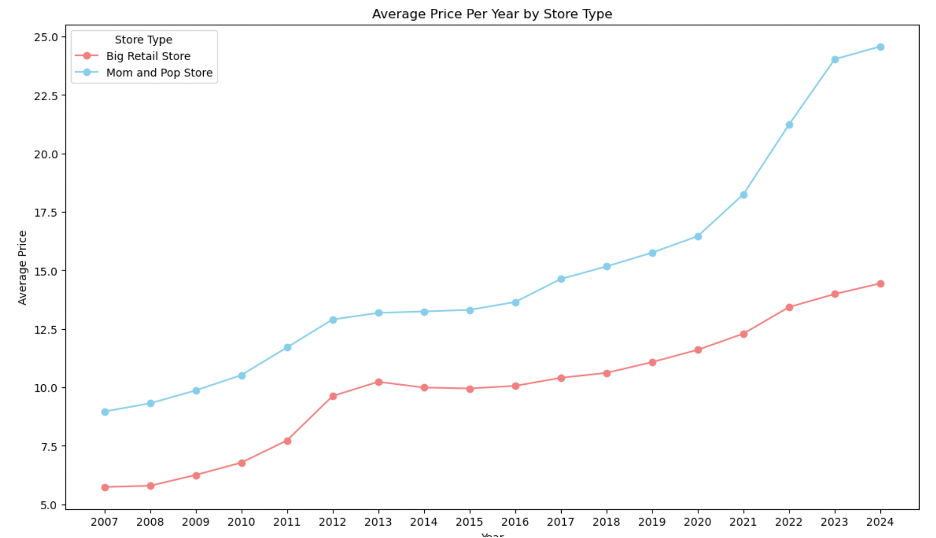 Average Price Per Year by Store Type
Store Type
Big Retail Store
Mom and Pop Store
Average Price
25.0
22.5
20.0
17.5
15.0
12.5
10.0
7.5
5.0
2007 2008 2009 2010 2011 2012 2013 2014 2015 2016 2017 2018 2019 2020 2021 2022 2023 2024
Year